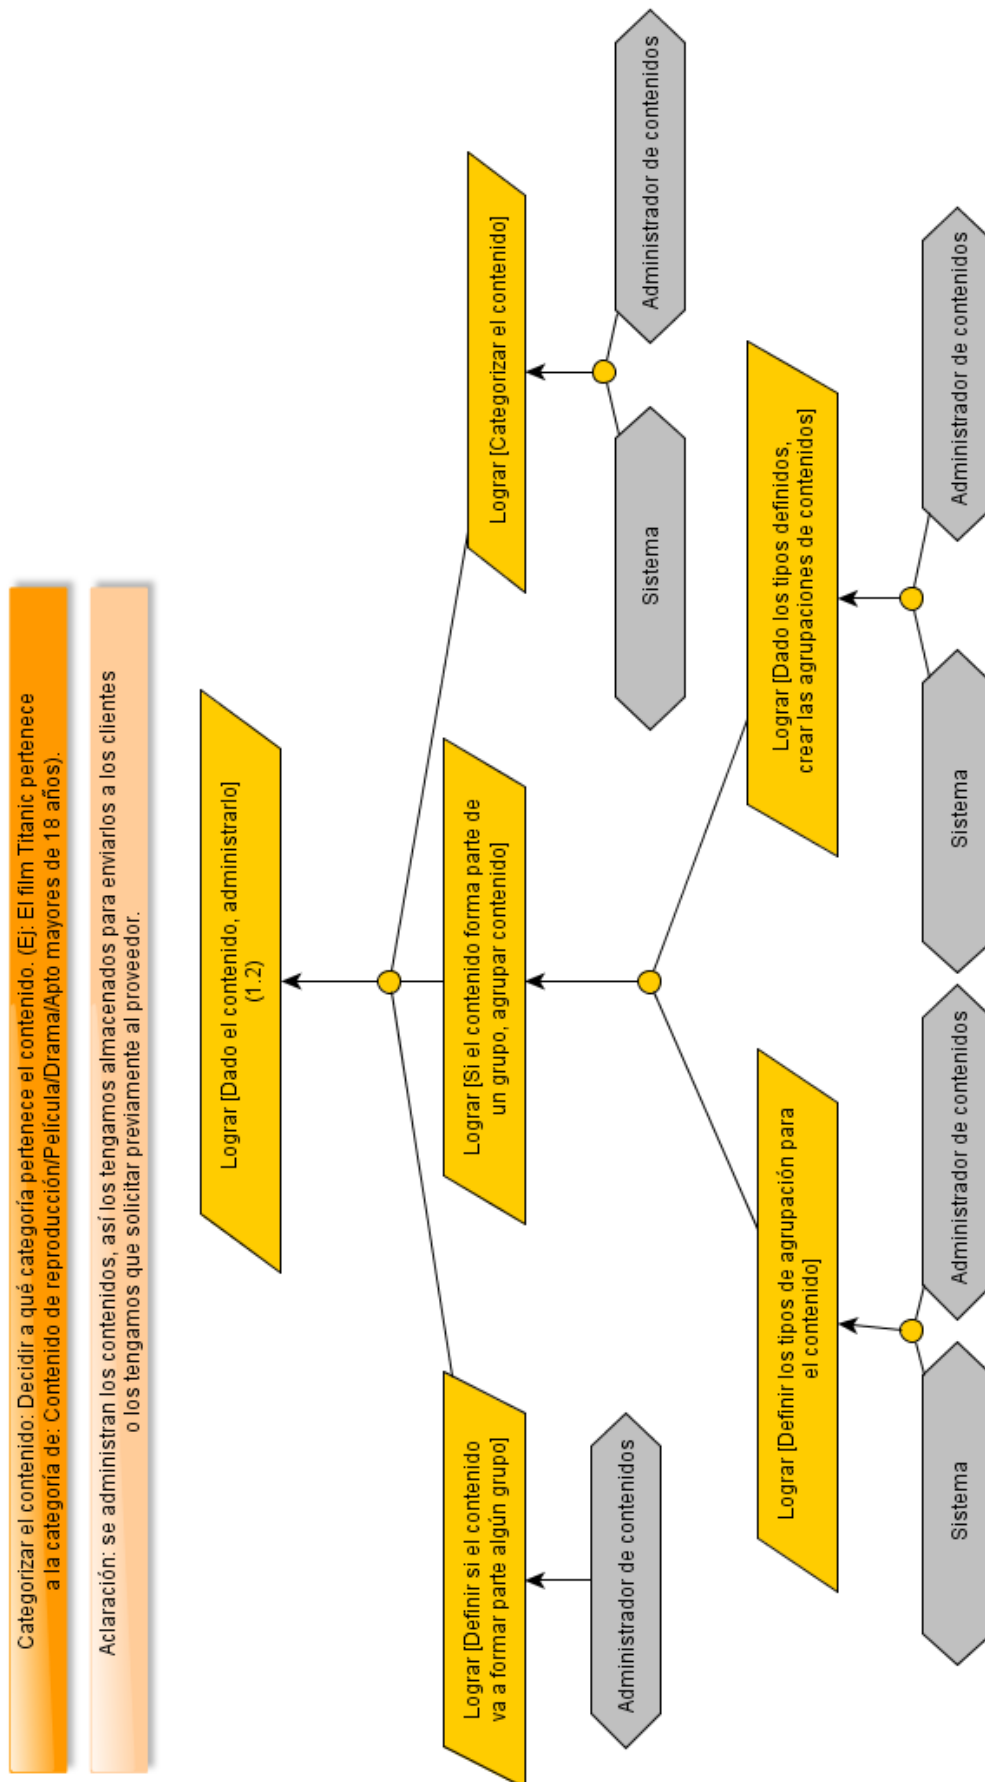 Categorizar el contenido: Decidir a qué categoría pertenece el contenido. (Ej: El film Titanic pertenece
a la categoría de: Contenido de reproducción/Película/Drama/Apto mayores de 18 años).
Aclaración: se administran los contenidos, así los tengamos almacenados para enviarlos a los clientes
o los tengamos que solicitar previamente al proveedor.
Lograr [Dado el contenido, administrarlo]
(1.2)
Lograr [Definir si el contenido
va a formar parte algún grupo]
Lograr [Si el contenido forma parte de
un grupo, agrupar contenido]
Lograr [Categorizar el contenido]
Administrador de contenidos
Sistema
Administrador de contenidos
Lograr [Definir los tipos de agrupación para
el contenido]
Lograr [Dado los tipos definidos,
crear las agrupaciones de contenidos]
Sistema
Administrador de contenidos
Sistema
Administrador de contenidos